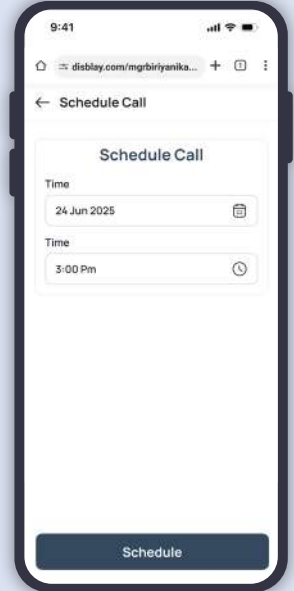 9:41
disblay.com/mgrbiriyanika...
Schedule Call
Schedule Call
Time
24 Jun 2025
Time
3:00 Pm
Schedule